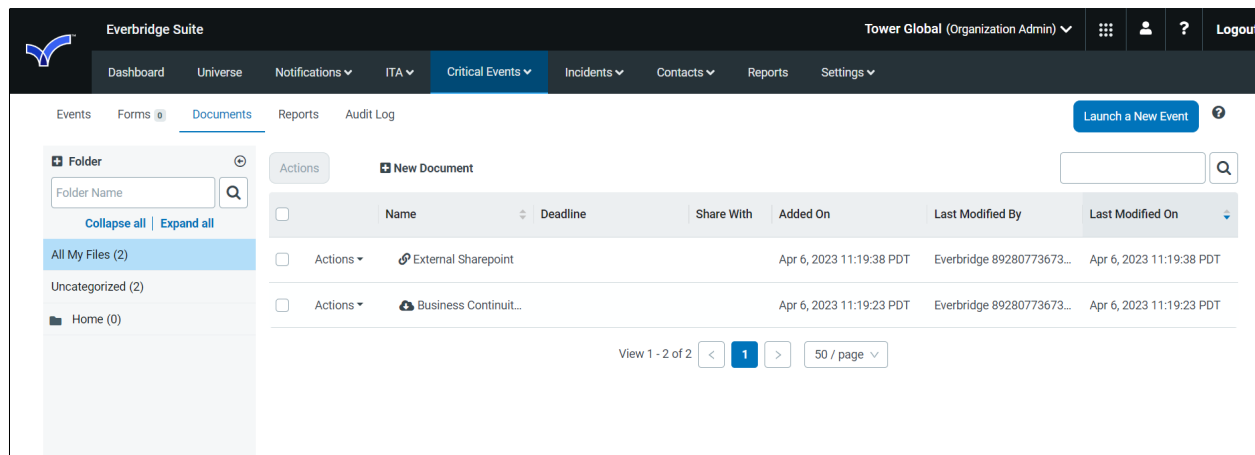 Everbridge Suite
Tower Global (Organization Admin)
?
Logout
Dashboard Universe Notifications ITA Critical Events Incidents Contacts Reports Settings
Events Forms 0 Documents Reports Audit Log
Launch a New Event
?
Folder
Folder Name
Collapse all | Expand all
All My Files (2)
Uncategorized (2)
Home (0)
Actions New Document
Name Deadline Share With Added On Last Modified By Last Modified On
Actions External Sharepoint Apr 6, 2023 11:19:38 PDT Everbridge 89280773673... Apr 6, 2023 11:19:38 PDT
Actions Business Continuit... Apr 6, 2023 11:19:23 PDT Everbridge 89280773673... Apr 6, 2023 11:19:23 PDT
View 1 - 2 of 2 < 1 > 50 / page